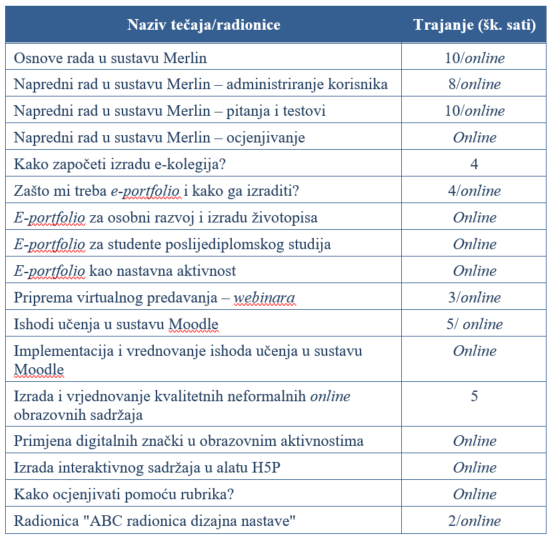 Naziv tečaja/radionice Trajanje (šk. sati)
Osnove rada u sustavu Merlin 10/online
Napredni rad u sustavu Merlin – administriranje korisnika 8/online
Napredni rad u sustavu Merlin – pitanja i testovi 10/online
Napredni rad u sustavu Merlin – ocjenjivanje Online
Kako započeti izradu e-kolegija? 4
Zašto mi treba e-portfolio i kako ga izraditi? 4/online
E-portfolio za osobni razvoj i izradu životopisa Online
E-portfolio za studente poslijediplomskog studija Online
E-portfolio kao nastavna aktivnost Online
Priprema virtualnog predavanja – webinara 3/online
Ishodi učenja u sustavu Moodle 5/ online
Implementacija i vrednovanje ishoda učenja u sustavu Online
Moodle
Izrada i vrjednovanje kvalitetnih neformalnih online 5
obrazovnih sadržaja
Primjena digitalnih znački u obrazovnim aktivnostima Online
Izrada interaktivnog sadržaja u alatu H5P Online
Kako ocjenjivati pomoću rubrika? Online
Radionica "ABC radionica dizajna nastave" 2/online